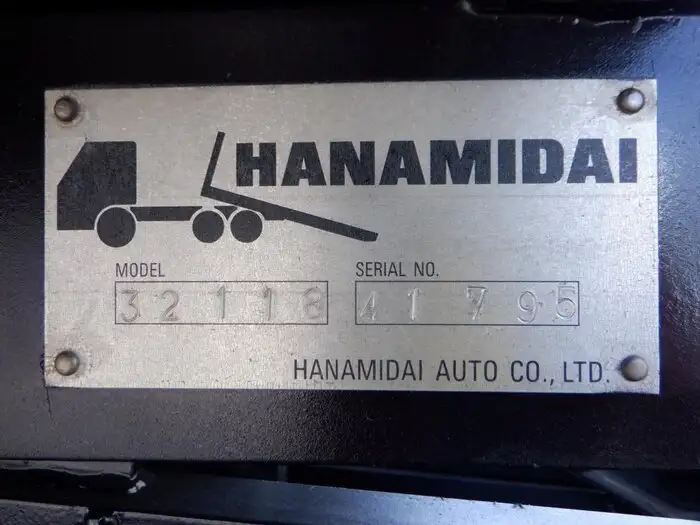 HANAMIDAI
MODEL
SERIAL NO.
32118
41795
HANAMIDAI AUTO CO., LTD.